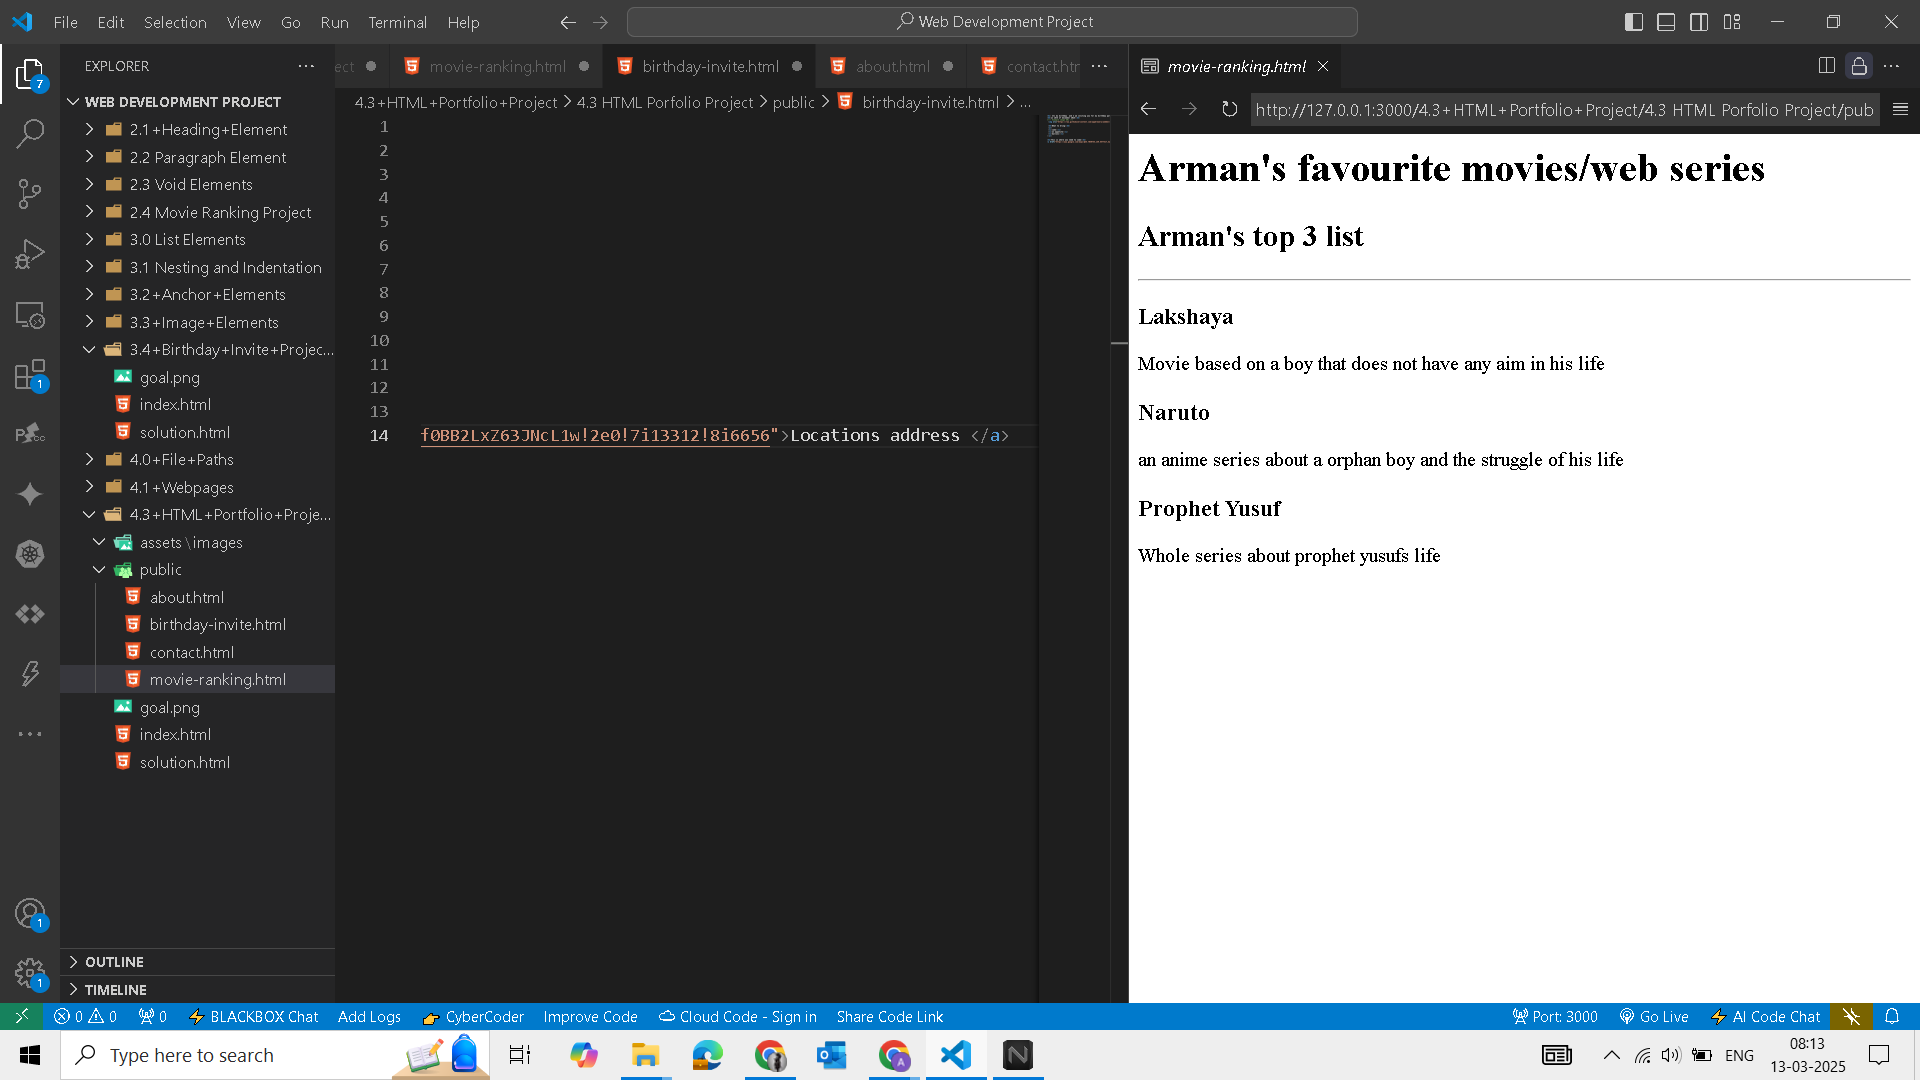 File Edit Selection View Go Run Terminal Help
Web Development Project
7
1
1
1
EXPLORER
WEB DEVELOPMENT PROJECT
2.1+Heading+Element
2.2 Paragraph Element
2.3 Void Elements
2.4 Movie Ranking Project
3.0 List Elements
3.1 Nesting and Indentation
3.2+Anchor+Elements
3.3+Image+Elements
3.4+Birthday+Invite+Projec...
goal.png
index.html
solution.html
4.0+File+Paths
4.1+Webpages
4.3+HTML+Portfolio+Proje...
assets\images
public
about.html
birthday-invite.html
contact.html
movie-ranking.html
goal.png
index.html
solution.html
OUTLINE
TIMELINE
ect movie-ranking.html birthday-invite.html about.html contact.htr
4.3+HTML+Portfolio+Project > 4.3 HTML Porfolio Project > public > birthday-invite.html > ...
1
2
3
4
5
6
7
8
9
10
11
12
13
14 f0BB2LxZ63JNcL1w!2e0!7i13312!8i6656">Locations address </a>
movie-ranking.html
http://127.0.0.1:3000/4.3+HTML+Portfolio+Project/4.3 HTML Porfolio Project/pub
Arman's favourite movies/web series
Arman's top 3 list
Lakshaya
Movie based on a boy that does not have any aim in his life
Naruto
an anime series about a orphan boy and the struggle of his life
Prophet Yusuf
Whole series about prophet yusufs life
0 0 0 BLACKBOX Chat Add Logs CyberCoder Improve Code Cloud Code - Sign in Share Code Link Port: 3000 Go Live AI Code Chat
Type here to search
ENG
08:13
13-03-2025